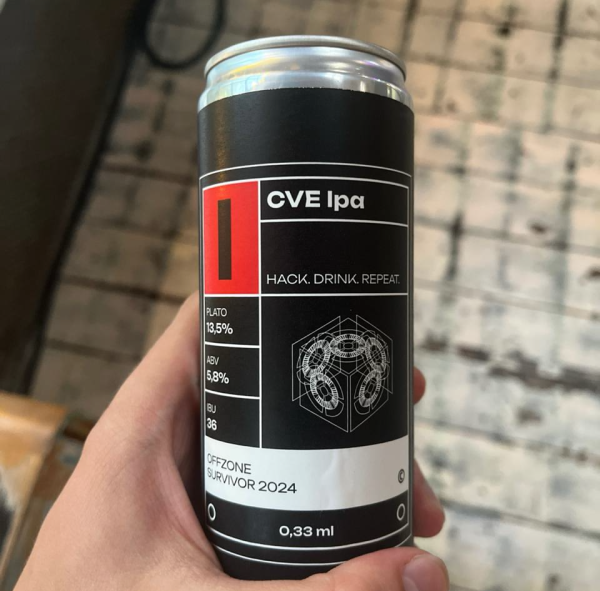 I
CVE Ipa
HACK. DRINK. REPEAT.
PLATO
13,5%
ABV
5,8%
IBU
36
OFFZONE
SURVIVOR 2024
©
0,33 ml